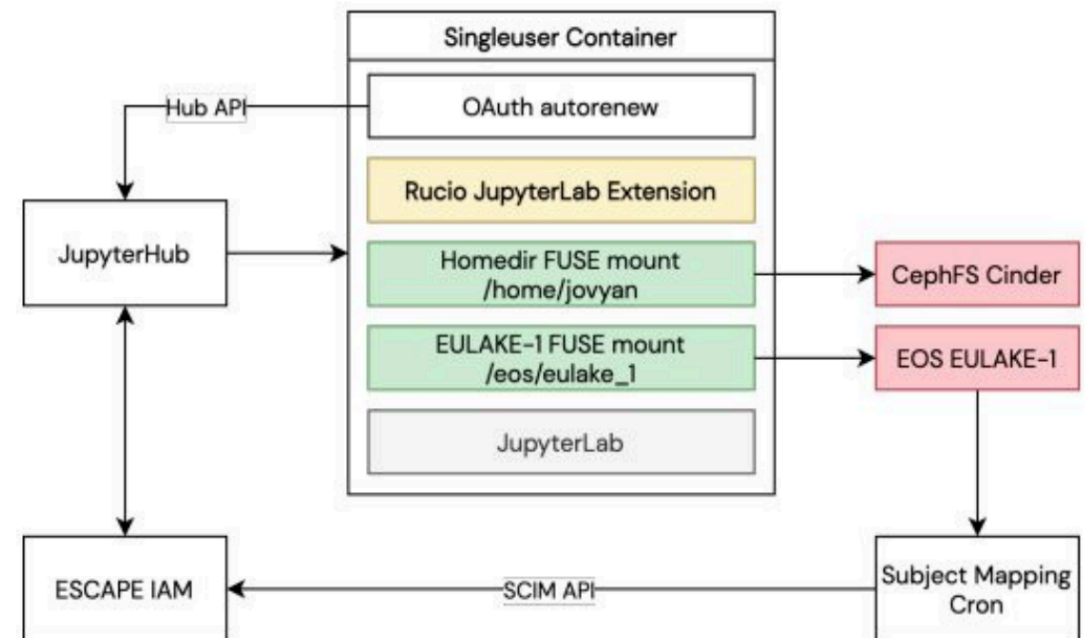 Singleuser Container
Hub API
OAuth autorenew
Rucio JupyterLab Extension
JupyterHub
Homedir FUSE mount
/home/jovyan
CephFS Cinder
EULAKE-1 FUSE mount
/eos/eulake_1
EOS EULAKE-1
JupyterLab
ESCAPE IAM
SCIM API
Subject Mapping
Cron